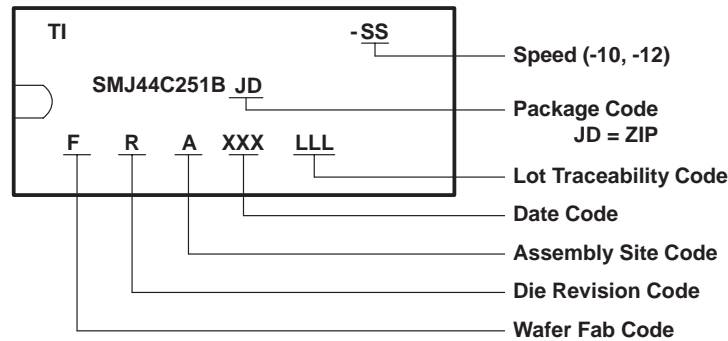 TI -SS
Speed (-10, -12)
SMJ44C251B JD
Package Code
JD = ZIP
F R A XXX LLL
Lot Traceability Code
Date Code
Assembly Site Code
Die Revision Code
Wafer Fab Code